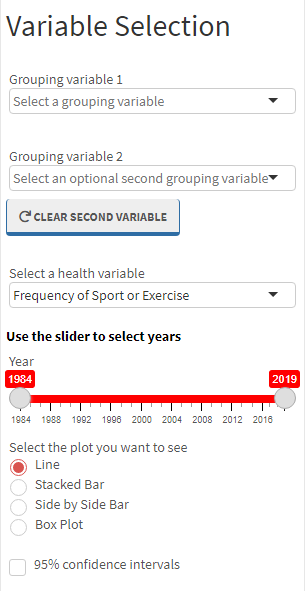 Variable Selection
Grouping variable 1
Select a grouping variable
Grouping variable 2
Select an optional second grouping variable
CLEAR SECOND VARIABLE
Select a health variable
Frequency of Sport or Exercise
Use the slider to select years
Year
1984 2019
1984 1988 1992 1996 2000 2004 2008 2012 2016
Select the plot you want to see
Line
Stacked Bar
Side by Side Bar
Box Plot
95% confidence intervals